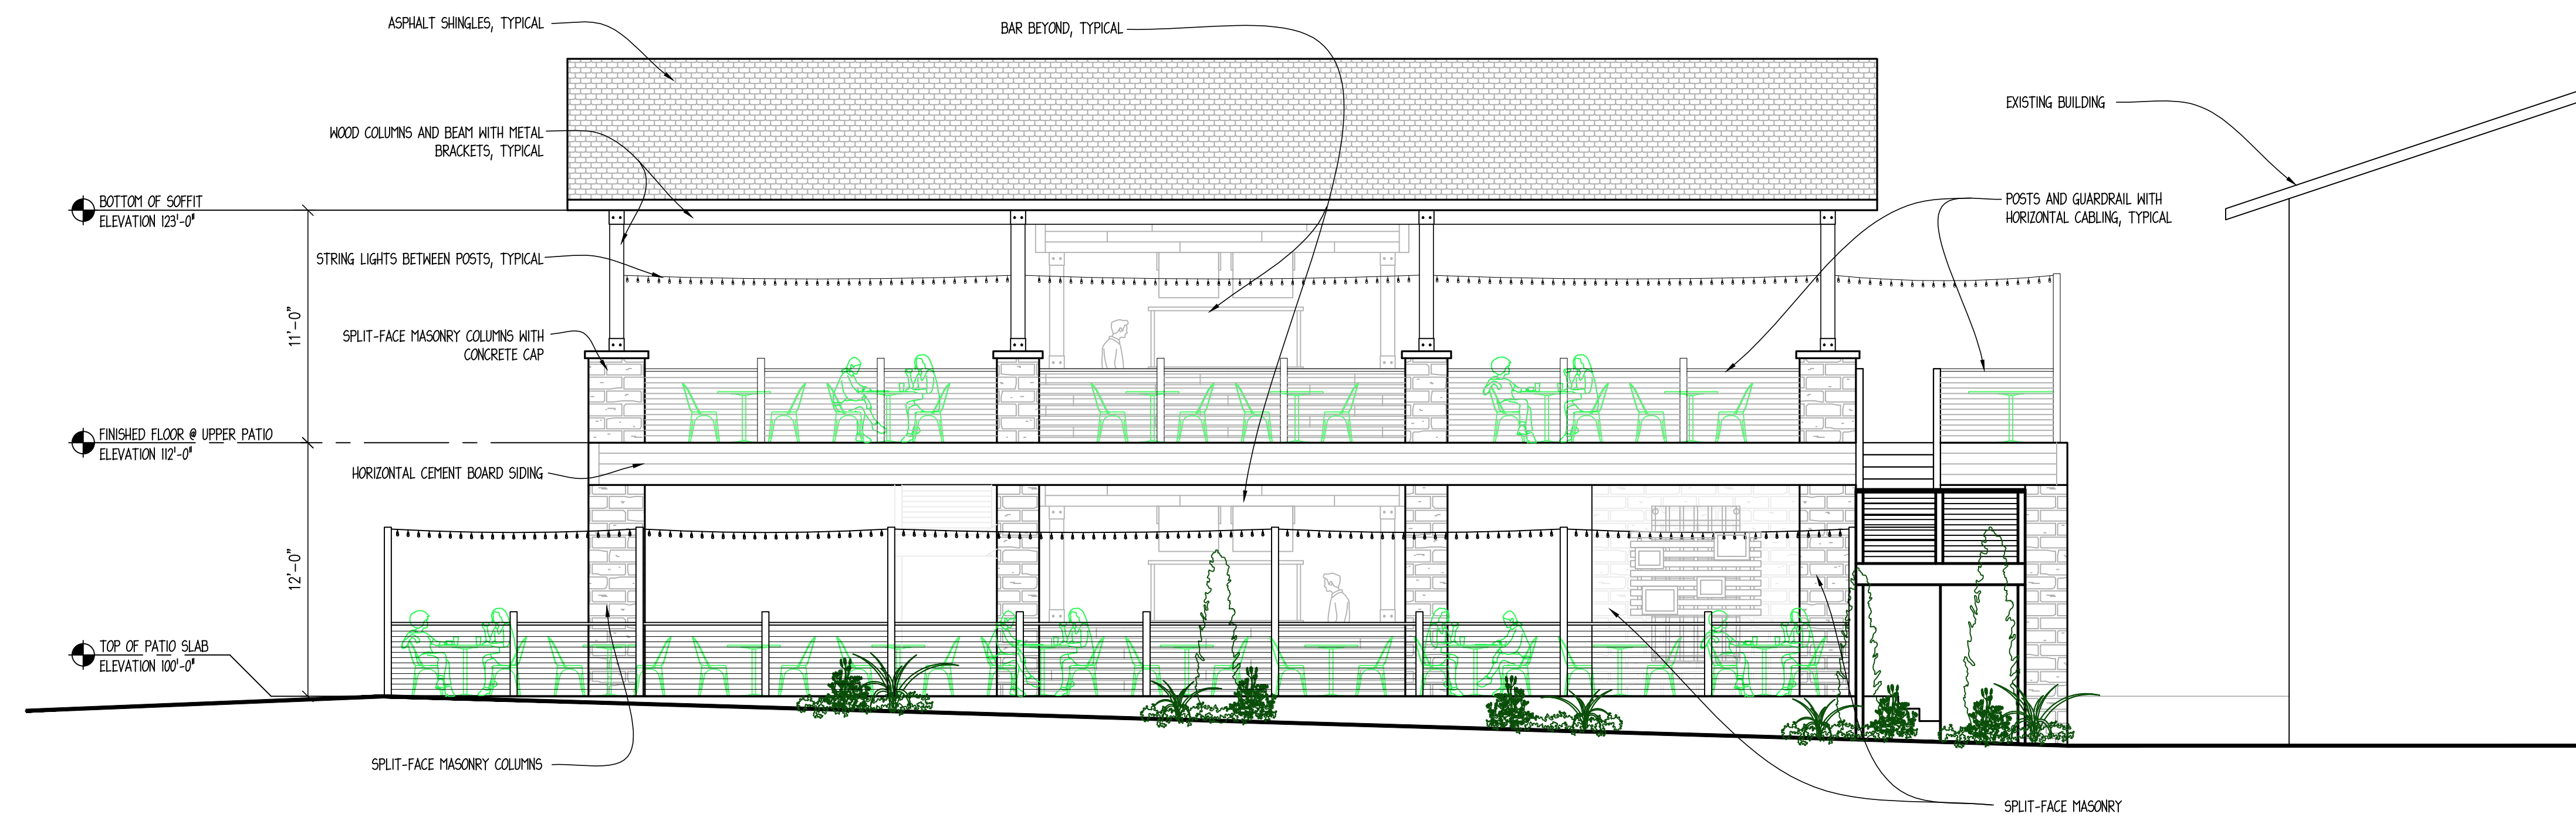 ASPHALT SHINGLES, TYPICAL
BAR BEYOND, TYPICAL
EXISTING BUILDING
WOOD COLUMNS AND BEAM WITH METAL
BRACKETS, TYPICAL
BOTTOM OF SOFFIT
ELEVATION 123'-0"
POSTS AND GUARDRAIL WITH
HORIZONTAL CABLING, TYPICAL
STRING LIGHTS BETWEEN POSTS, TYPICAL
11'-0"
SPLIT-FACE MASONRY COLUMNS WITH
CONCRETE CAP
FINISHED FLOOR @ UPPER PATIO
ELEVATION 112'-0"
HORIZONTAL CEMENT BOARD SIDING
12'-0"
TOP OF PATIO SLAB
ELEVATION 100'-0"
SPLIT-FACE MASONRY COLUMNS
SPLIT-FACE MASONRY